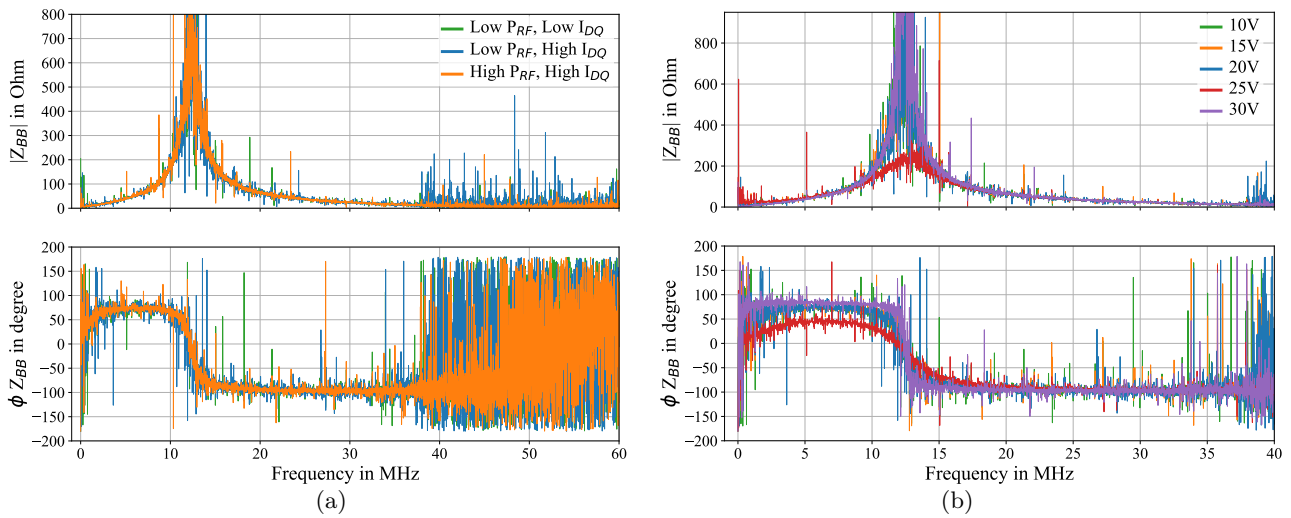 800
700
600
500
400
300
200
100
0
|Z_BB| in Ohm
Low P_RF, Low I_DQ
Low P_RF, High I_DQ
High P_RF, High I_DQ
200
150
100
50
0
−50
−100
−150
−200
ϕ Z_BB in degree
0 10 20 30 40 50 60
Frequency in MHz
(a)
800
600
400
200
0
|Z_BB| in Ohm
10V
15V
20V
25V
30V
200
150
100
50
0
−50
−100
−150
−200
ϕ Z_BB in degree
0 5 10 15 20 25 30 35 40
Frequency in MHz
(b)